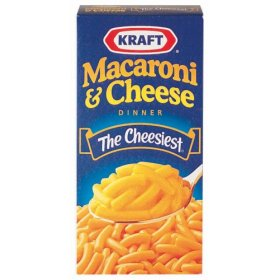 KRAFT
Macaroni
& Cheese
DINNER
The Cheesiest